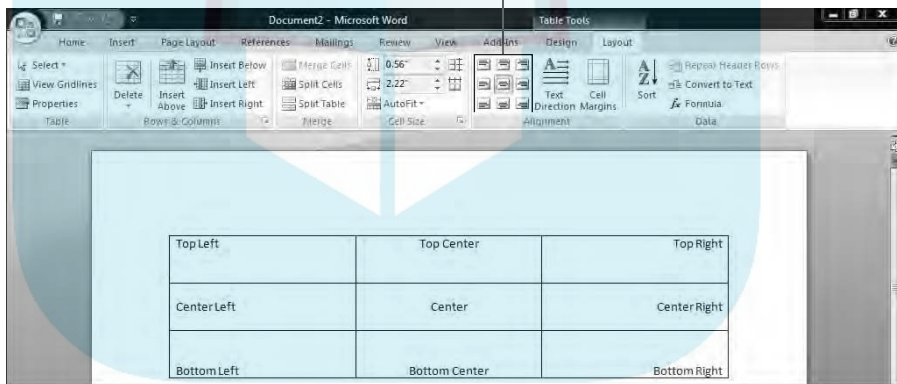 Document2 - Microsoft Word Table Tools
Home Insert Page Layout References Mailings Review View Add-Ins Design Layout
Select Insert Below Merge Cells 0.56" Repeat Header Rows
View Gridlines Insert Left Split Cells 2.22" Convert to Text
Properties Delete Insert Above Insert Right Split Table AutoFit Text Direction Cell Margins Sort Formula
Table Rows & Columns Merge Cell Size Alignment Data
Top Left Top Center Top Right
Center Left Center Center Right
Bottom Left Bottom Center Bottom Right